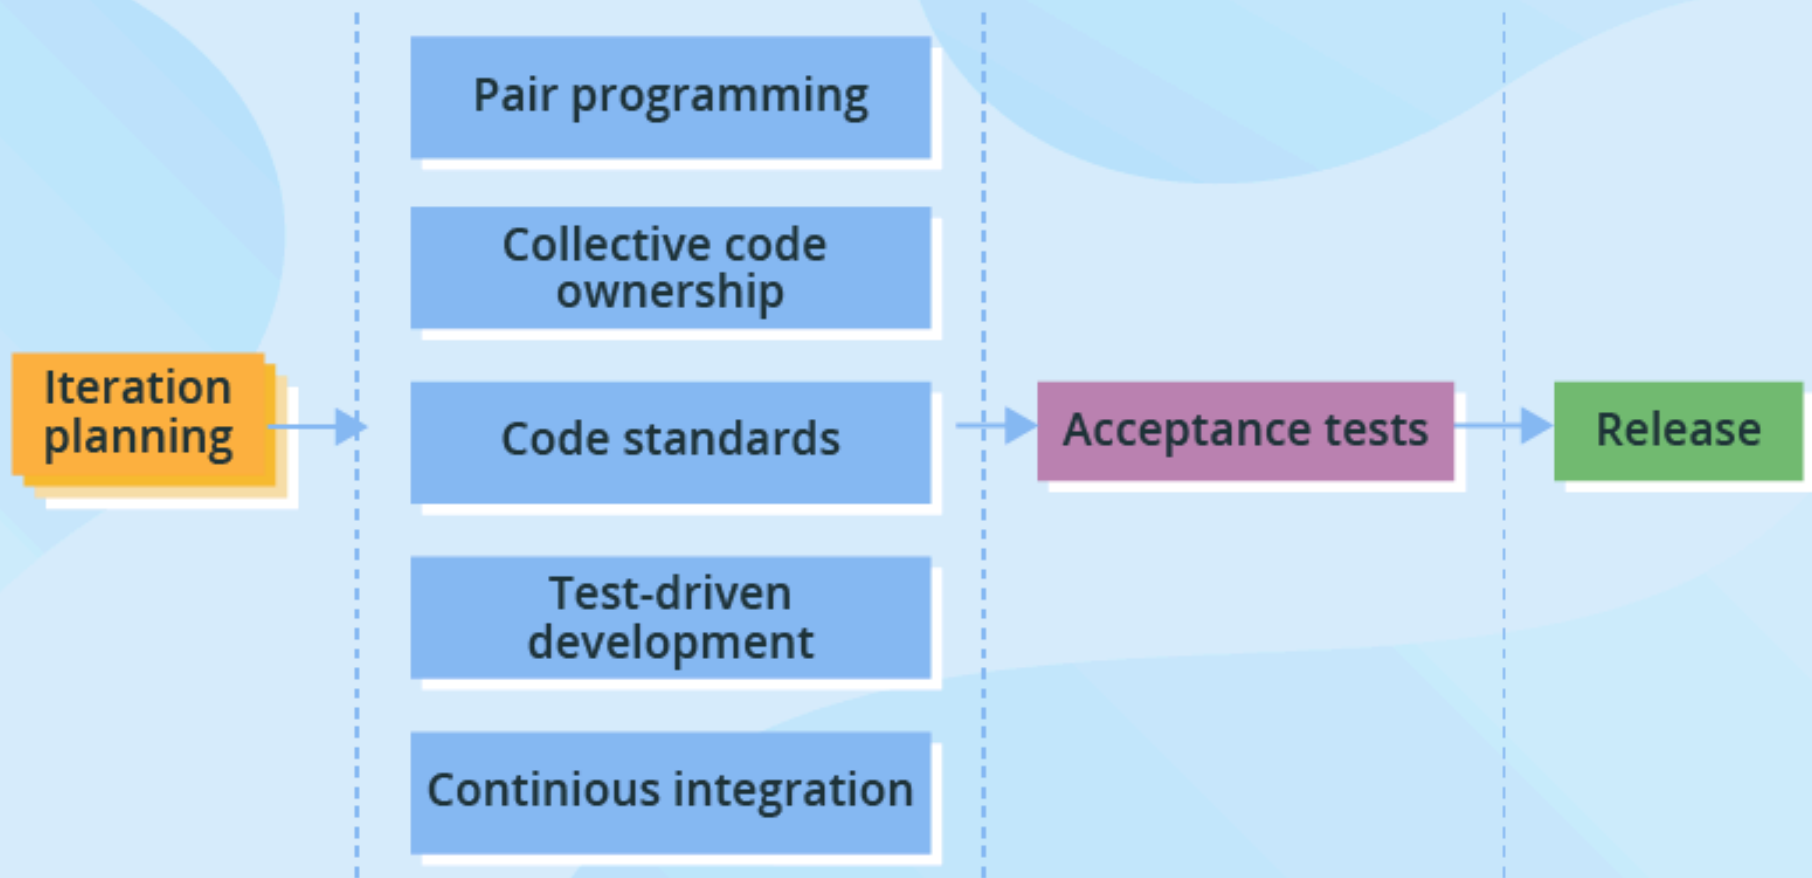 Pair programming
Collective code
ownership
Iteration
planning
Code standards
Acceptance tests
Release
Test-driven
development
Continious integration